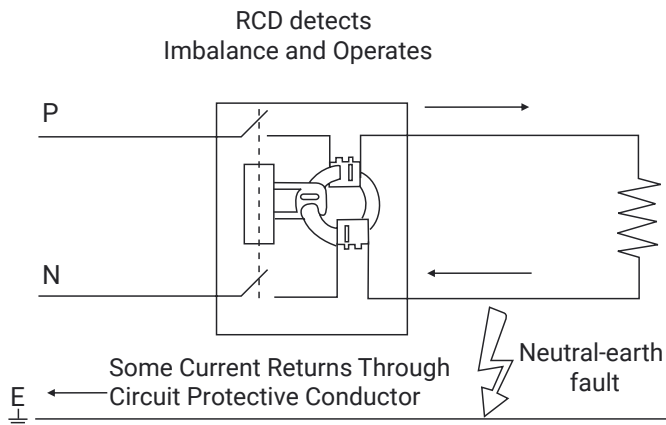 RCD detects
Imbalance and Operates
P
N
Neutral-earth
fault
Some Current Returns Through
Circuit Protective Conductor
E